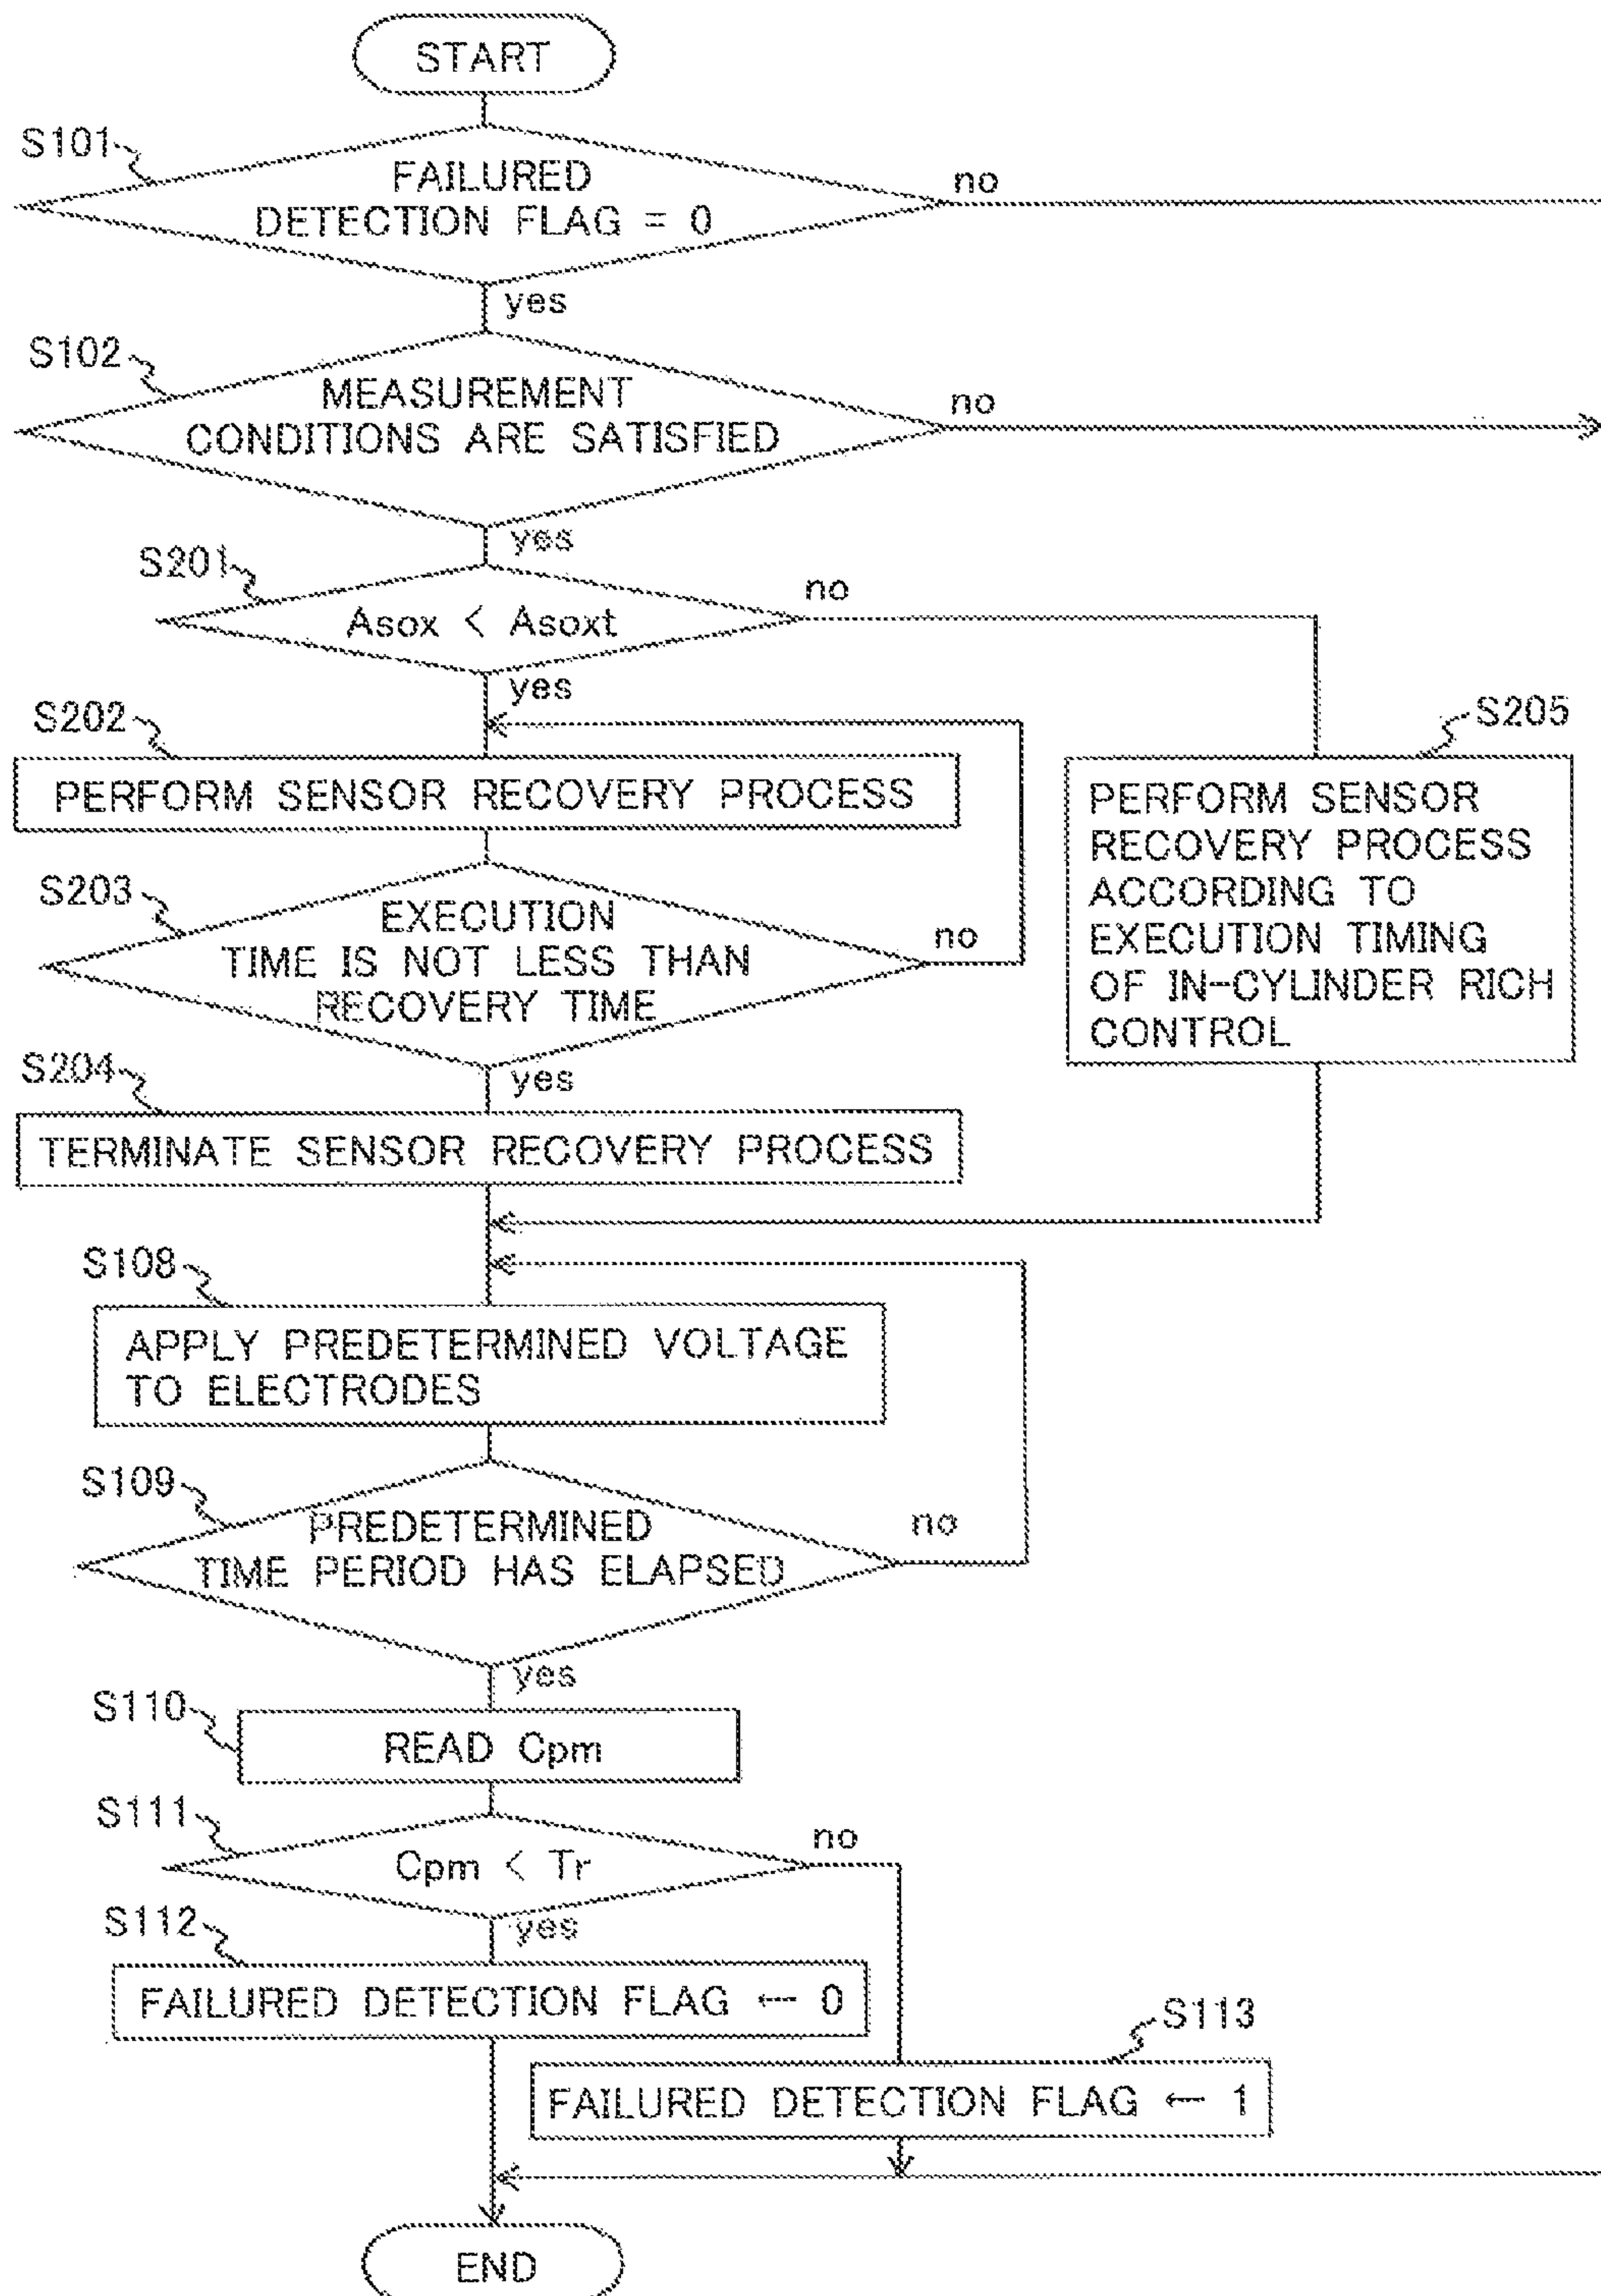 START
S101
FAILURED
DETECTION FLAG = 0
no
yes
S102
MEASUREMENT
CONDITIONS ARE SATISFIED
no
yes
S201
Asox < Asoxt
no
yes
S202
PERFORM SENSOR RECOVERY PROCESS
S205
PERFORM SENSOR
RECOVERY PROCESS
ACCORDING TO
EXECUTION TIMING
OF IN-CYLINDER RICH
CONTROL
S203
EXECUTION
TIME IS NOT LESS THAN
RECOVERY TIME
no
yes
S204
TERMINATE SENSOR RECOVERY PROCESS
S108
APPLY PREDETERMINED VOLTAGE
TO ELECTRODES
S109
PREDETERMINED
TIME PERIOD HAS ELAPSED
no
yes
S110
READ Cpm
S111
Cpm < Tr
no
yes
S112
FAILURED DETECTION FLAG ← 0
S113
FAILURED DETECTION FLAG ← 1
END